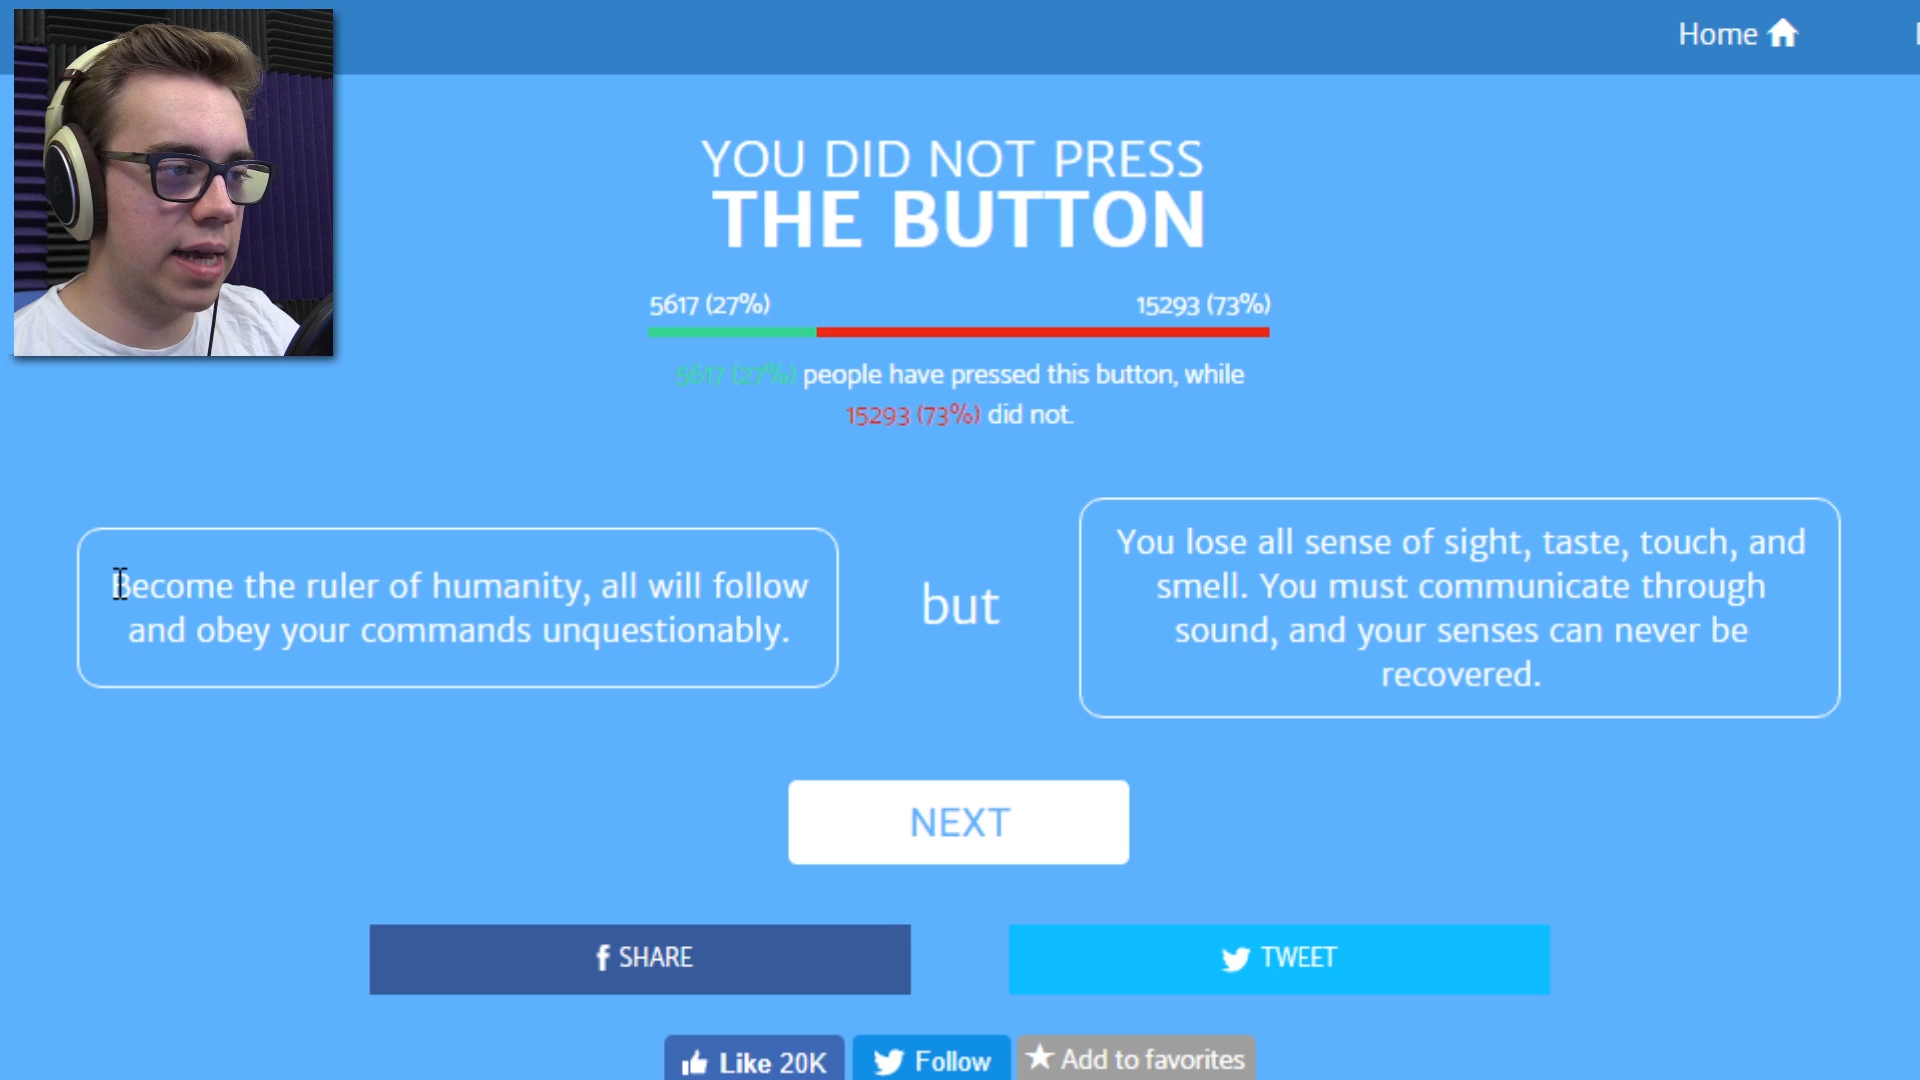 Home
YOU DID NOT PRESS
THE BUTTON
5617 (27%) 15293 (73%)
5617 (27%) people have pressed this button, while
15293 (73%) did not.
Become the ruler of humanity, all will follow
and obey your commands unquestionably.
but
You lose all sense of sight, taste, touch, and
smell. You must communicate through
sound, and your senses can never be
recovered.
NEXT
SHARE
TWEET
Like 20K
Follow
Add to favorites